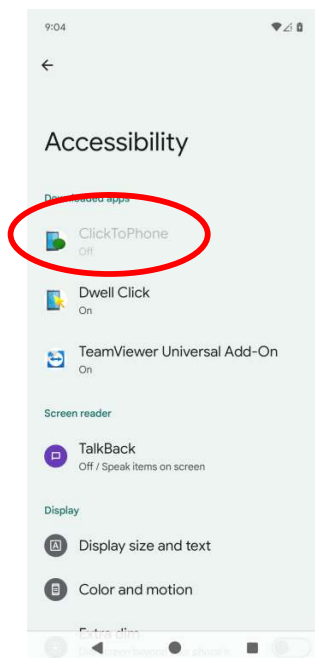 9:04
Accessibility
Downloaded apps
ClickToPhone
Off
Dwell Click
On
TeamViewer Universal Add-On
On
Screen reader
TalkBack
Off / Speak items on screen
Display
Display size and text
Color and motion
Extra dim